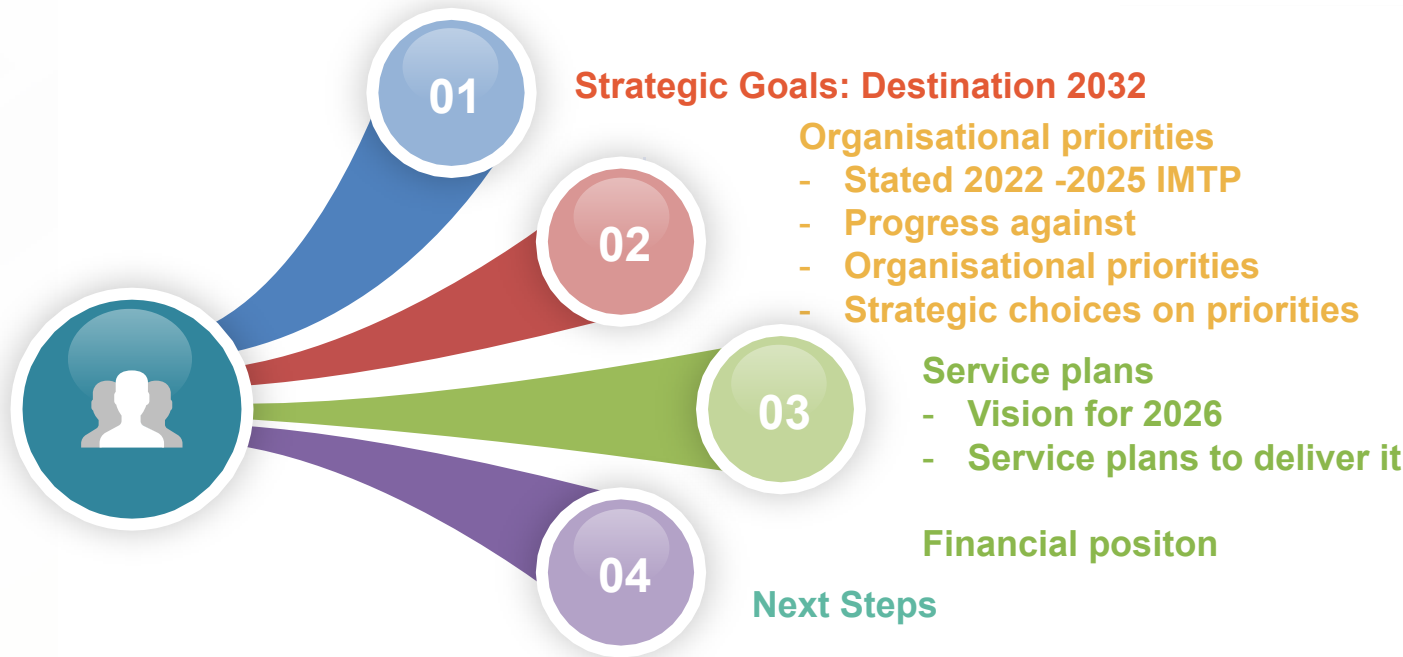 01
Strategic Goals: Destination 2032
02
Organisational priorities
- Stated 2022 -2025 IMTP
- Progress against
- Organisational priorities
- Strategic choices on priorities
03
Service plans
- Vision for 2026
- Service plans to deliver it
Financial positon
04
Next Steps